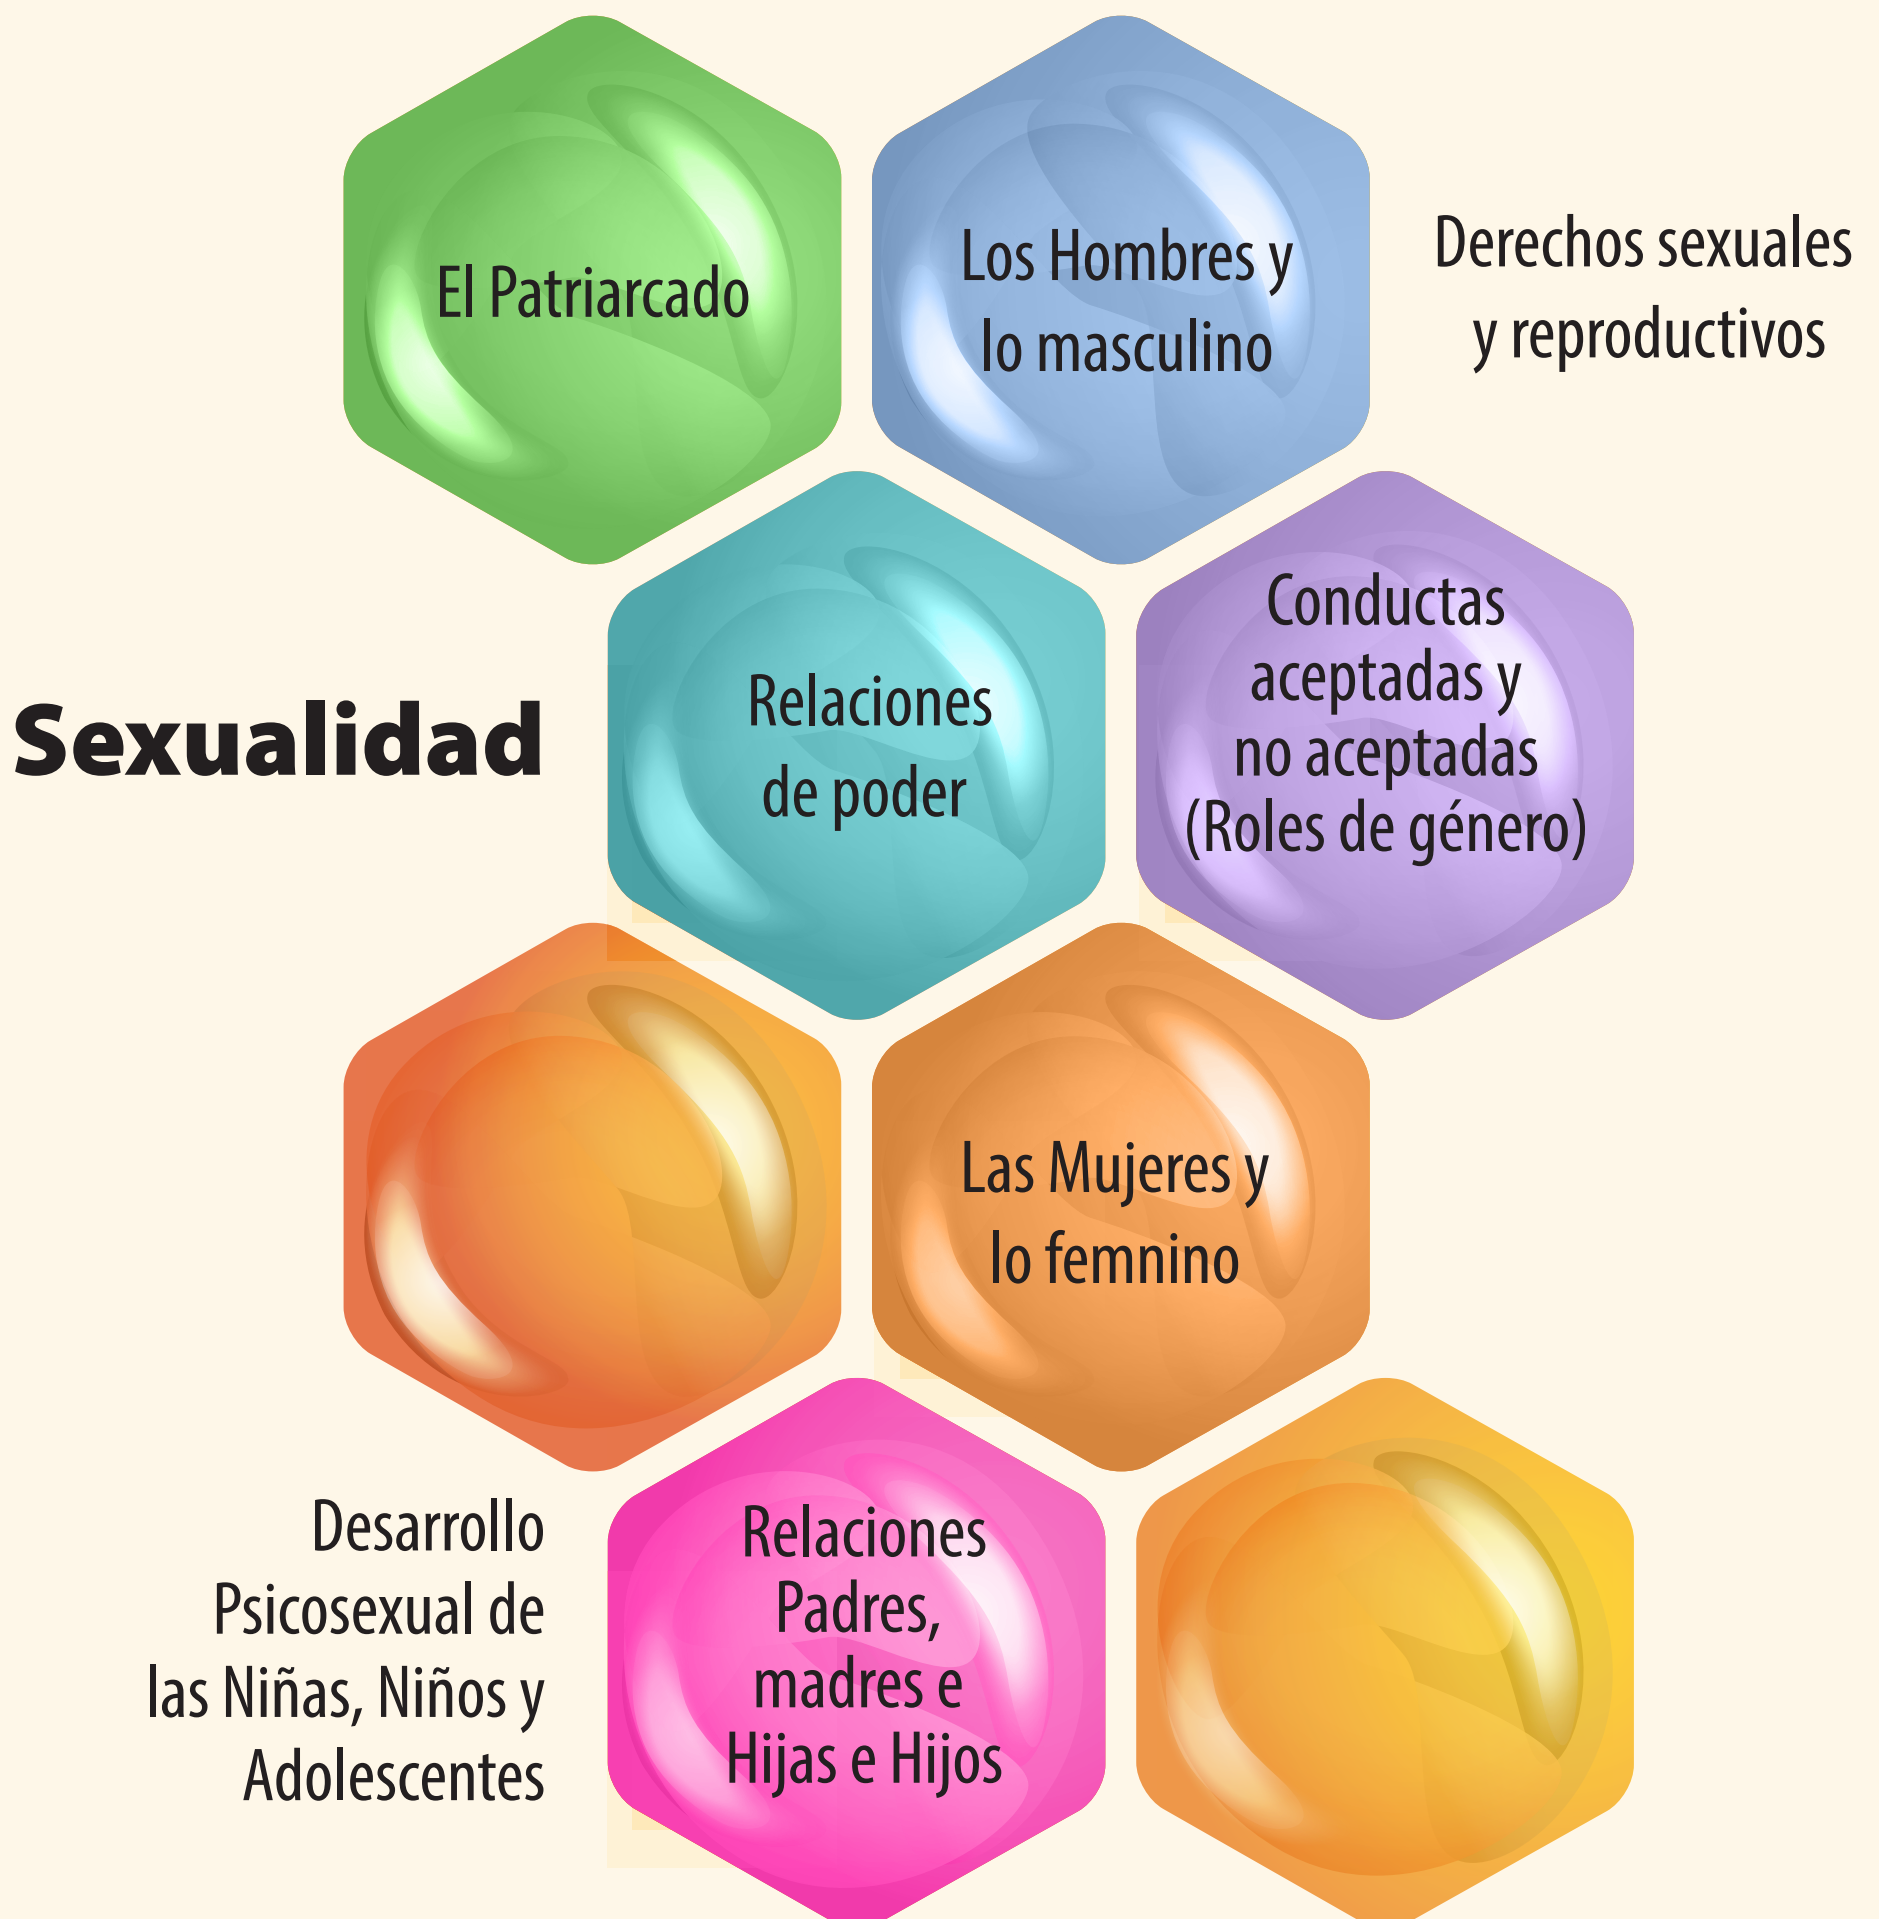 El Patriarcado
Los Hombres y
lo masculino
Derechos sexuales
y reproductivos
Sexualidad
Relaciones
de poder
Conductas
aceptadas y
no aceptadas
(Roles de género)
Las Mujeres y
lo femnino
Desarrollo
Psicosexual de
las Niñas, Niños y
Adolescentes
Relaciones
Padres,
madres e
Hijas e Hijos